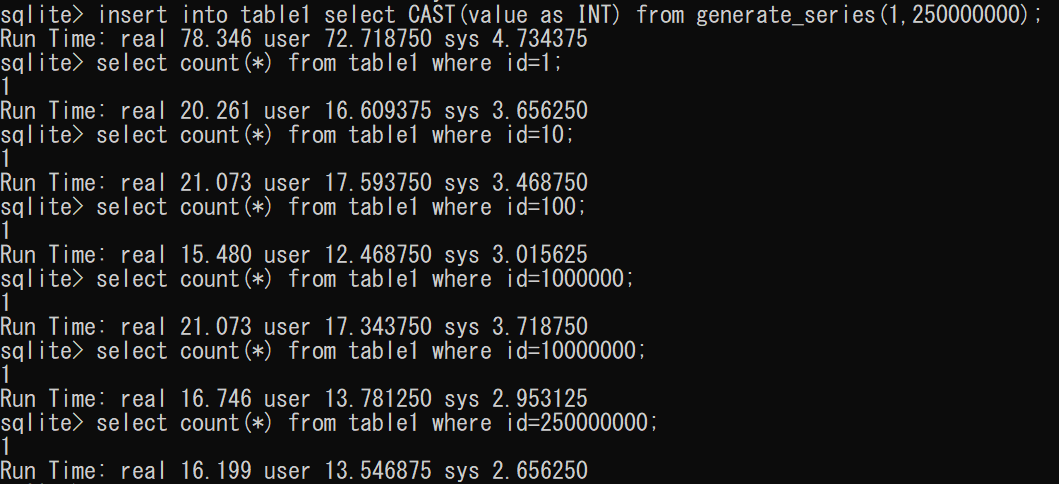 sqlite> insert into table1 select CAST(value as INT) from generate_series(1,250000000);
Run Time: real 78.346 user 72.718750 sys 4.734375
sqlite> select count(*) from table1 where id=1;
1
Run Time: real 20.261 user 16.609375 sys 3.656250
sqlite> select count(*) from table1 where id=10;
1
Run Time: real 21.073 user 17.593750 sys 3.468750
sqlite> select count(*) from table1 where id=100;
1
Run Time: real 15.480 user 12.468750 sys 3.015625
sqlite> select count(*) from table1 where id=1000000;
1
Run Time: real 21.073 user 17.343750 sys 3.718750
sqlite> select count(*) from table1 where id=10000000;
1
Run Time: real 16.746 user 13.781250 sys 2.953125
sqlite> select count(*) from table1 where id=250000000;
1
Run Time: real 16.199 user 13.546875 sys 2.656250